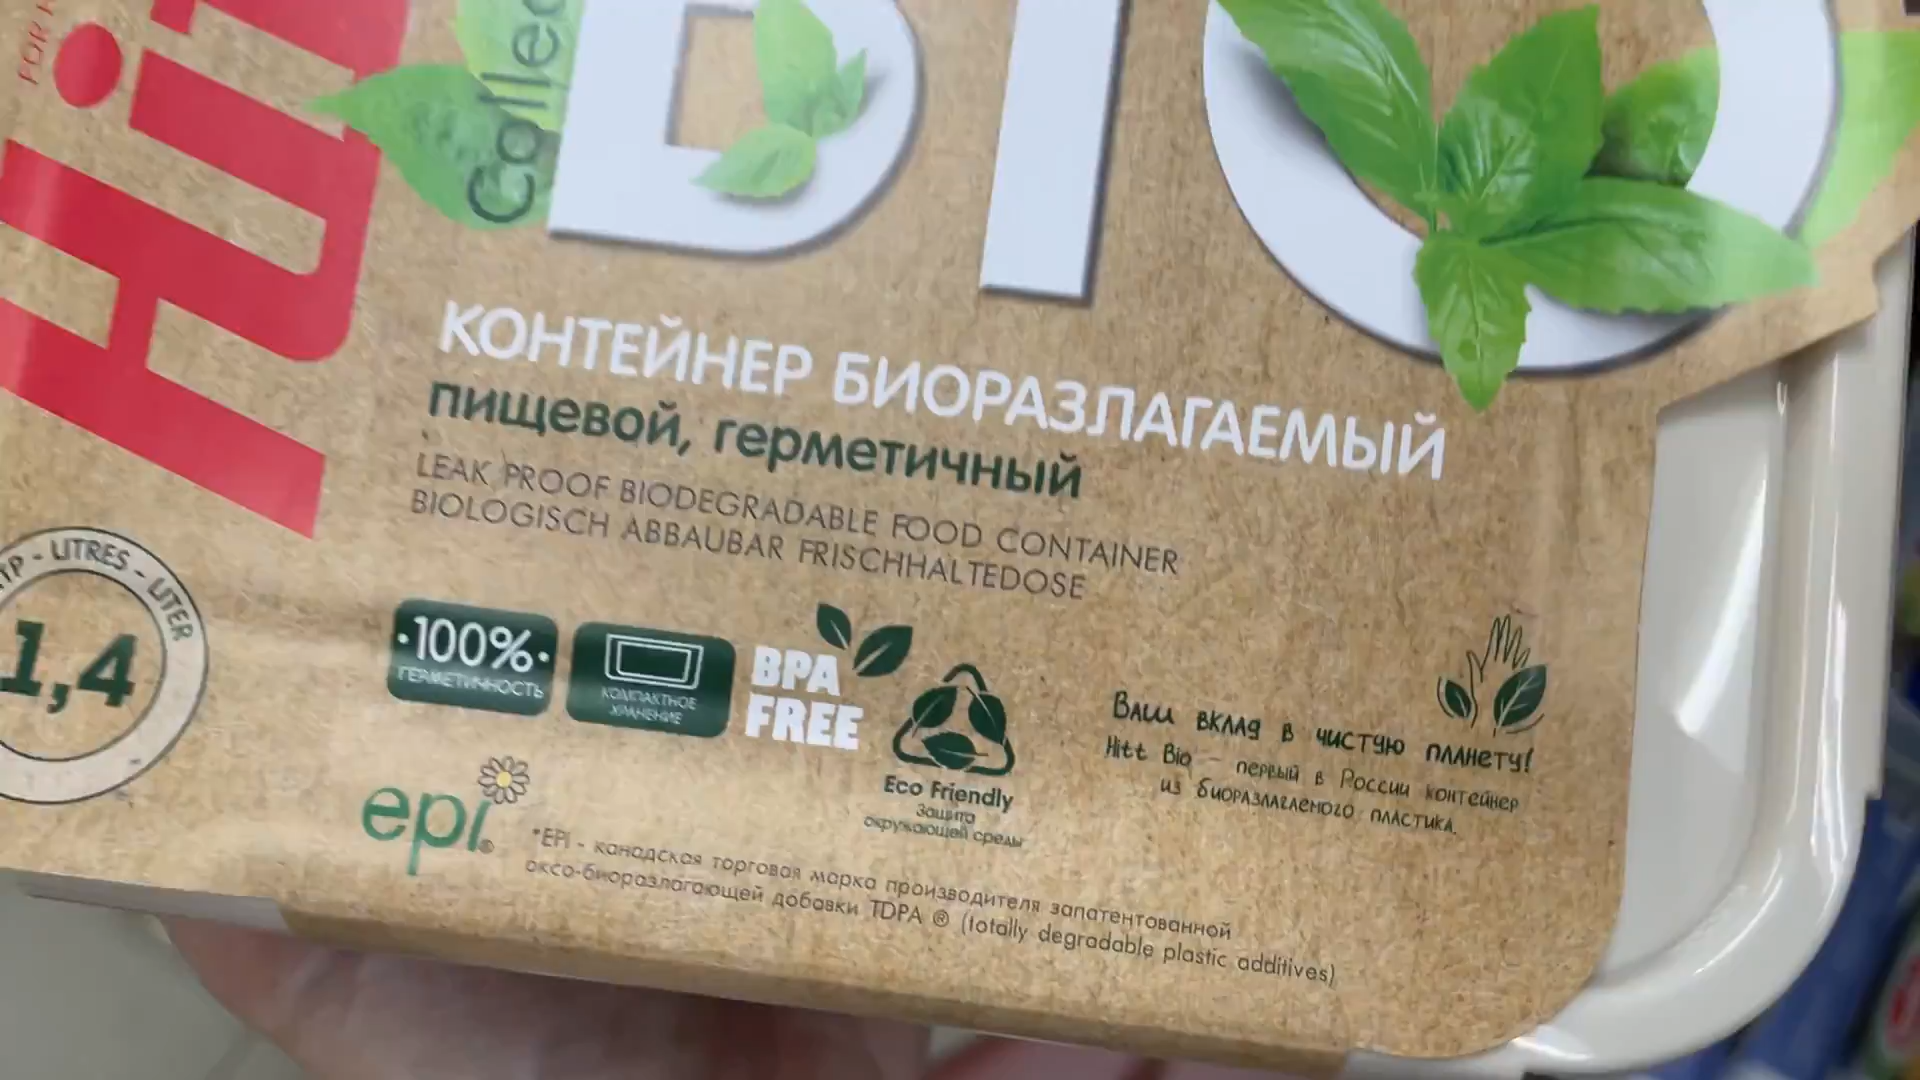 BIO
КОНТЕЙНЕР БИОРАЗЛАГАЕМЫЙ
пищевой, герметичный
LEAK PROOF BIODEGRADABLE FOOD CONTAINER
BIOLOGISCH ABBAUBAR FRISCHHALTEDOSE
- LITRES - LITER
1,4
·100%·
ГЕРМЕТИЧНОСТЬ
КОМПАКТНОЕ
ХРАНЕНИЕ
BPA
FREE
Eco Friendly
Защита
окружающей среды
Ваш вклад в чистую планету!
Hitt Bio – первый в России контейнер
из биоразлагаемого пластика.
epi®
*EPI - канадская торговая марка производителя запатентованной
оксо-биоразлагающей добавки TDPA ® (totally degradable plastic additives)